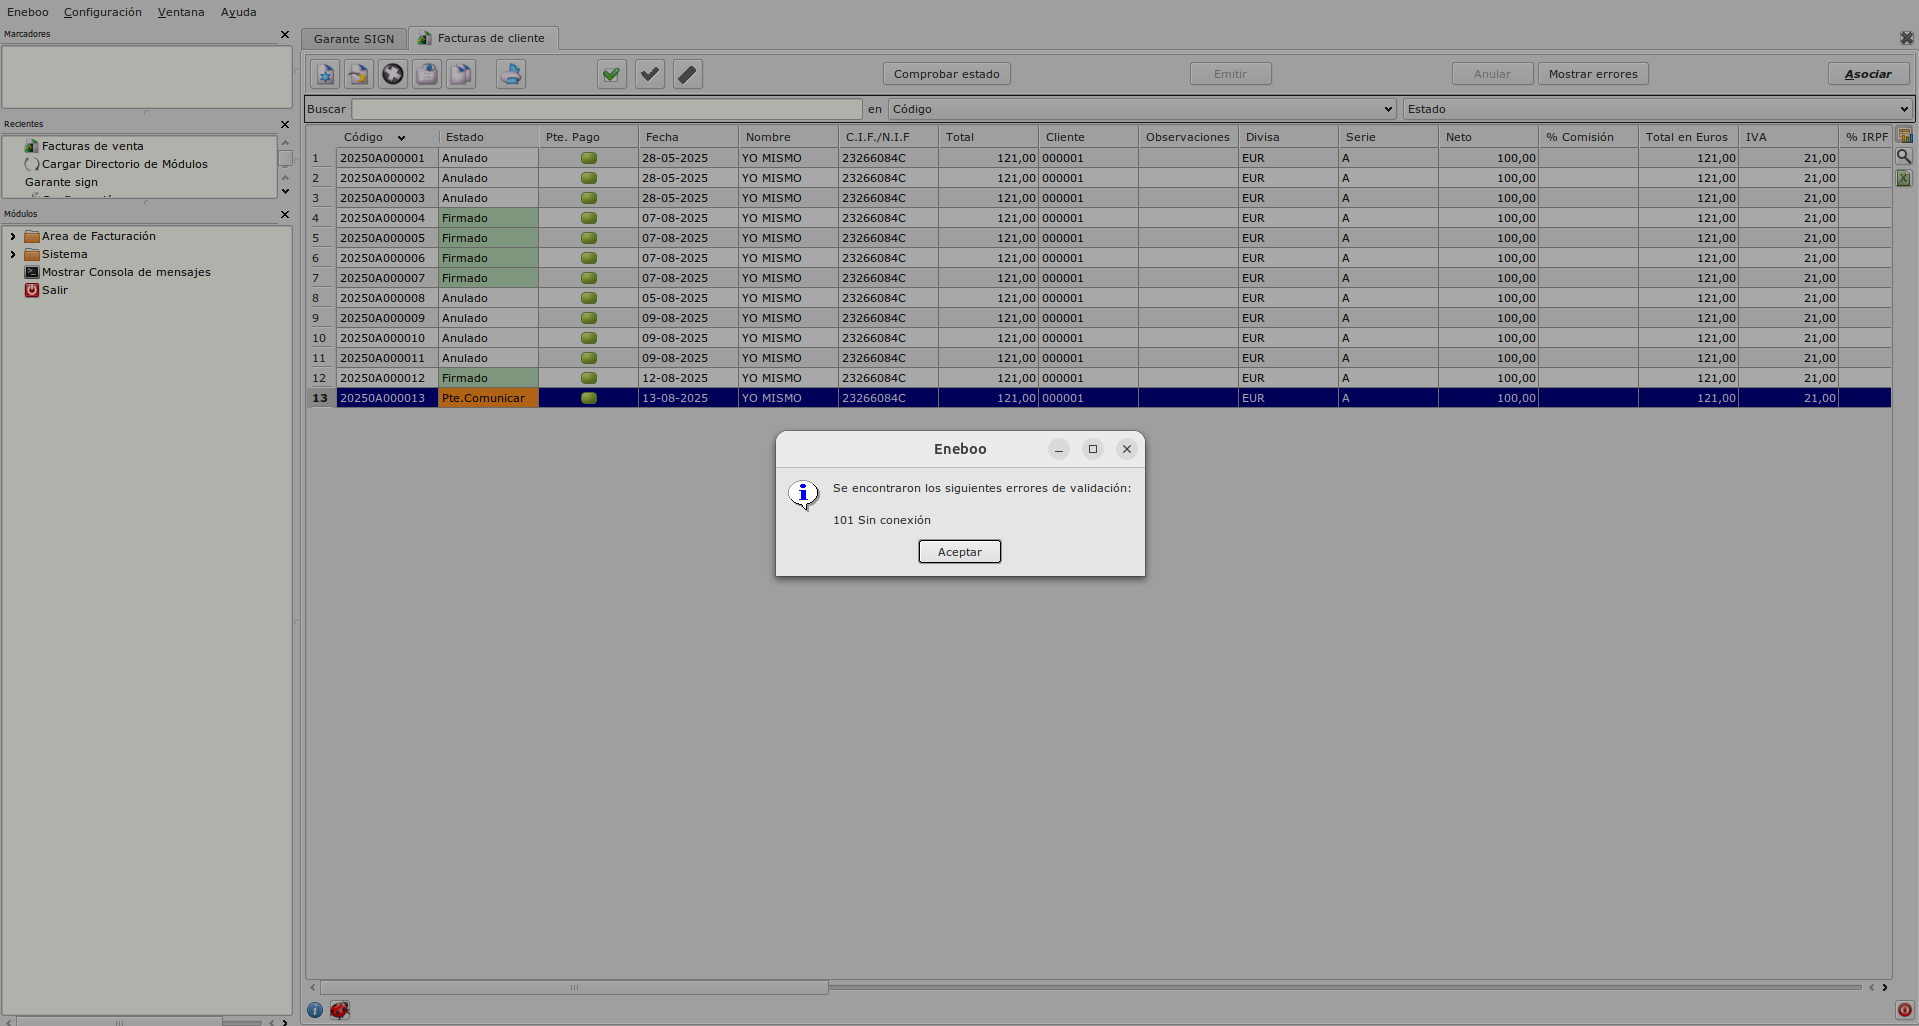 Eneboo Configuración Ventana Ayuda
Marcadores
Garante SIGN Facturas de cliente
Comprobar estado Emitir Anular Mostrar errores Asociar
Buscar en Código Estado
Recientes
Facturas de venta
Cargar Directorio de Módulos
Garante sign
Módulos
Area de Facturación
Sistema
Mostrar Consola de mensajes
Salir
Código Estado Pte. Pago Fecha Nombre C.I.F./N.I.F Total Cliente Observaciones Divisa Serie Neto % Comisión Total en Euros IVA % IRPF
1 20250A000001 Anulado 28-05-2025 YO MISMO 23266084C 121,00 000001 EUR A 100,00 121,00 21,00
2 20250A000002 Anulado 28-05-2025 YO MISMO 23266084C 121,00 000001 EUR A 100,00 121,00 21,00
3 20250A000003 Anulado 28-05-2025 YO MISMO 23266084C 121,00 000001 EUR A 100,00 121,00 21,00
4 20250A000004 Firmado 07-08-2025 YO MISMO 23266084C 121,00 000001 EUR A 100,00 121,00 21,00
5 20250A000005 Firmado 07-08-2025 YO MISMO 23266084C 121,00 000001 EUR A 100,00 121,00 21,00
6 20250A000006 Firmado 07-08-2025 YO MISMO 23266084C 121,00 000001 EUR A 100,00 121,00 21,00
7 20250A000007 Firmado 07-08-2025 YO MISMO 23266084C 121,00 000001 EUR A 100,00 121,00 21,00
8 20250A000008 Anulado 05-08-2025 YO MISMO 23266084C 121,00 000001 EUR A 100,00 121,00 21,00
9 20250A000009 Anulado 09-08-2025 YO MISMO 23266084C 121,00 000001 EUR A 100,00 121,00 21,00
10 20250A000010 Anulado 09-08-2025 YO MISMO 23266084C 121,00 000001 EUR A 100,00 121,00 21,00
11 20250A000011 Anulado 09-08-2025 YO MISMO 23266084C 121,00 000001 EUR A 100,00 121,00 21,00
12 20250A000012 Firmado 12-08-2025 YO MISMO 23266084C 121,00 000001 EUR A 100,00 121,00 21,00
13 20250A000013 Pte.Comunicar 13-08-2025 YO MISMO 23266084C 121,00 000001 EUR A 100,00 121,00 21,00
Eneboo
Se encontraron los siguientes errores de validación:
101 Sin conexión
Aceptar